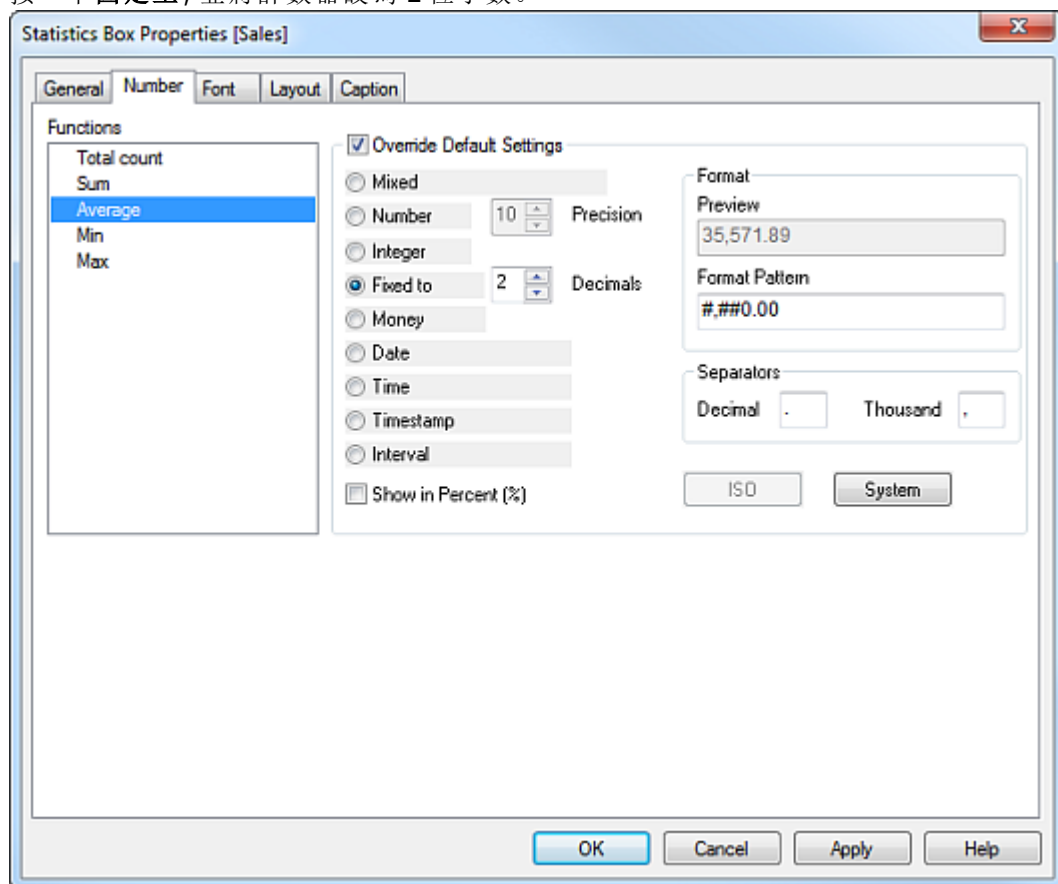 Statistics Box Properties [Sales]
General Number Font Layout Caption
Functions
Total count
Sum
Average
Min
Max
Override Default Settings
Mixed
Number 10 Precision
Integer
Fixed to 2 Decimals
Money
Date
Time
Timestamp
Interval
Show in Percent (%)
Format
Preview
35,571.89
Format Pattern
#,##0.00
Separators
Decimal . Thousand ,
ISO System
OK Cancel Apply Help